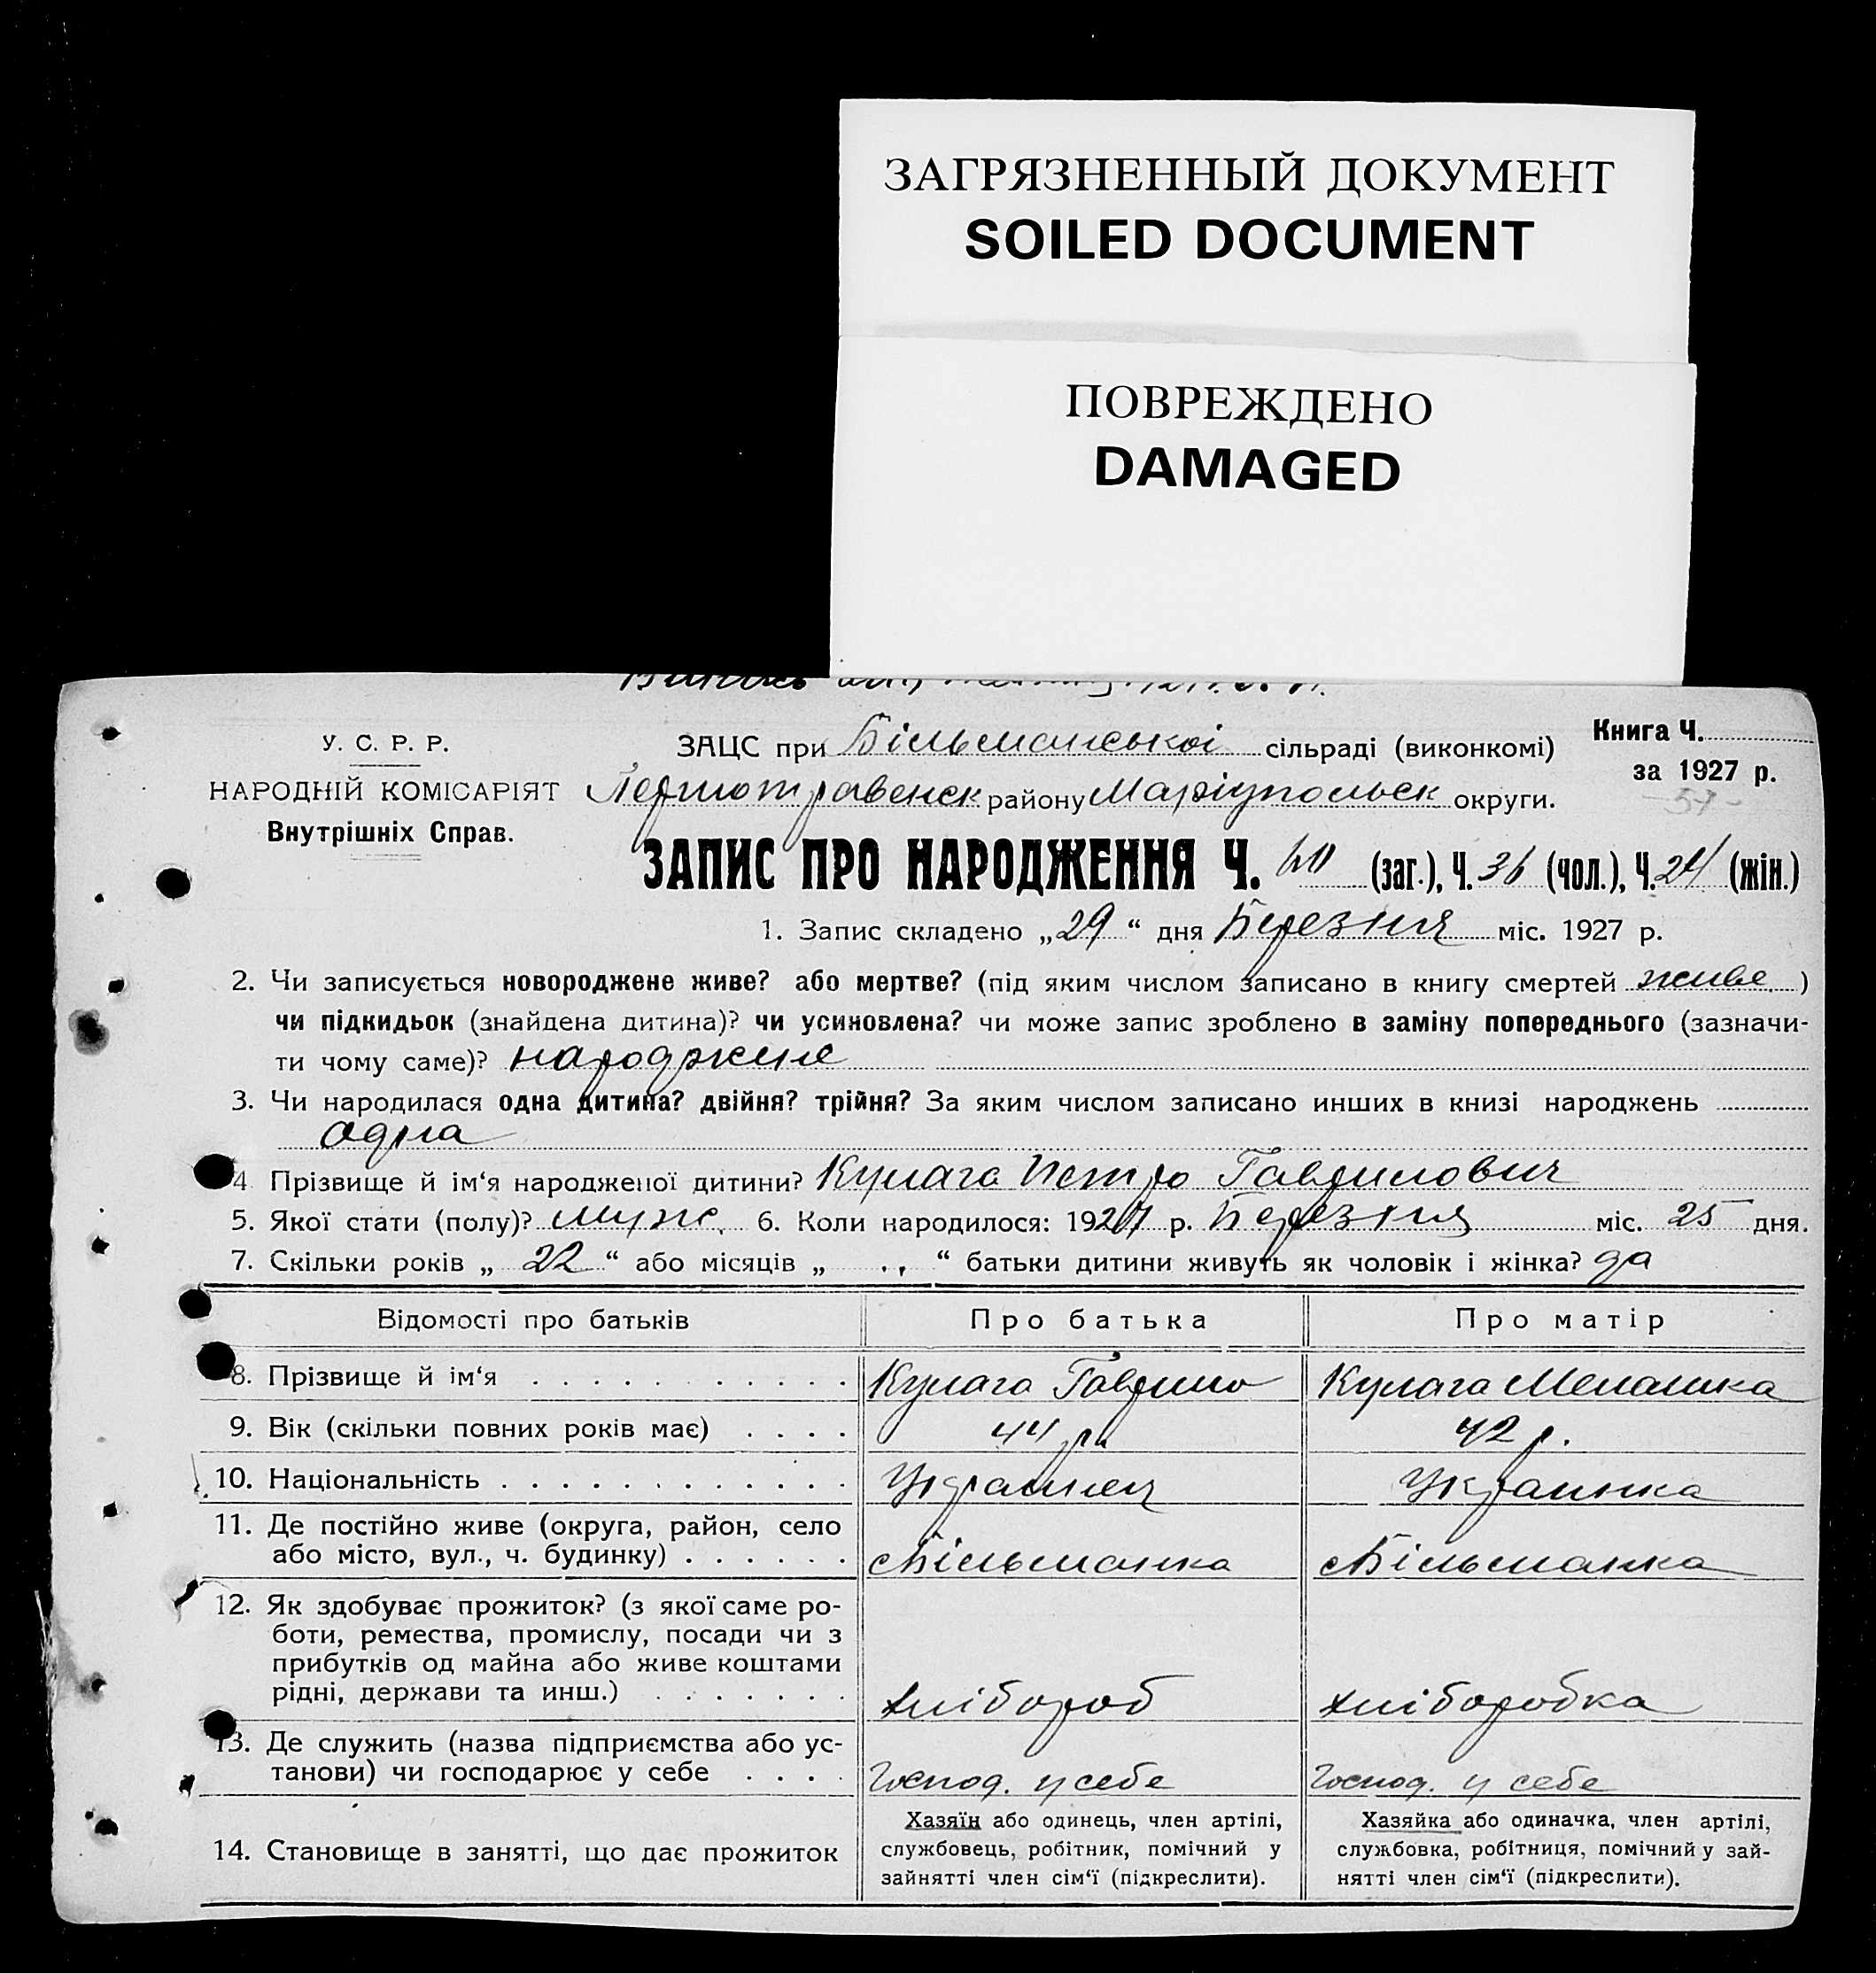 ЗАГРЯЗНЕННЫЙ ДОКУМЕНТ
SOILED DOCUMENT
ПОВРЕЖДЕНО
DAMAGED
У. С. Р. Р.
НАРОДНІЙ КОМІСАРІЯТ
Внутрішніх Справ.
ЗАЦС при Більманської сільраді (виконкомі)
Першотравенск району Маріупольск округи.
Книга Ч.
за 1927 р.
57
ЗАПИС ПРО НАРОДЖЕННЯ Ч. 60 (заг.), Ч. 36 (чол.), Ч. 24 (жін.)
1. Запис складено „29“ дня Березня міс. 1927 р.
2. Чи записується новороджене живе? або мертве? (під яким числом записано в книгу смертей живе )
чи підкидьок (знайдена дитина)? чи усиновлена? чи може запис зроблено в заміну попереднього (зазначи-
ти чому саме)? народжене
3. Чи народилася одна дитина? двійня? трійня? За яким числом записано инших в книзі народжень
одна
4 Прізвище й ім‘я народженої дитини? Кулага Петро Гаврилович
5. Якої стати (полу)? муж. 6. Коли народилося: 1927 р. Березня міс. 25 дня.
7. Скільки років „ 22 “ або місяців „ “ батьки дитини живуть як чоловік і жінка? да
Відомості про батьків Про батька Про матір
8. Прізвище й ім‘я Кулага Гаврило Кулага Меланка
9. Вік (скільки повних років має) 44 р. 42 р.
10. Національність Украинец Украинка
11. Де постійно живе (округа, район, село
або місто, вул., ч. будинку) с Більманка с Більманка
12. Як здобуває прожиток? (з якої саме ро-
боти, ремества, промислу, посади чи з
прибутків од майна або живе коштами
рідні, держави та инш.) хлібороб хліборобка
13. Де служить (назва підприємства або ус-
танови) чи господарює у себе Господ. у себе Господ. у себе
14. Становище в занятті, що дає прожиток
Хазяїн або одинець, член артілі,
службовець, робітник, помічний у
зайнятті член сім‘ї (підкреслити).
Хазяйка або одиначка, член артілі,
службовка, робітниця, помічний у зай-
нятті член сім‘ї (підкреслити).